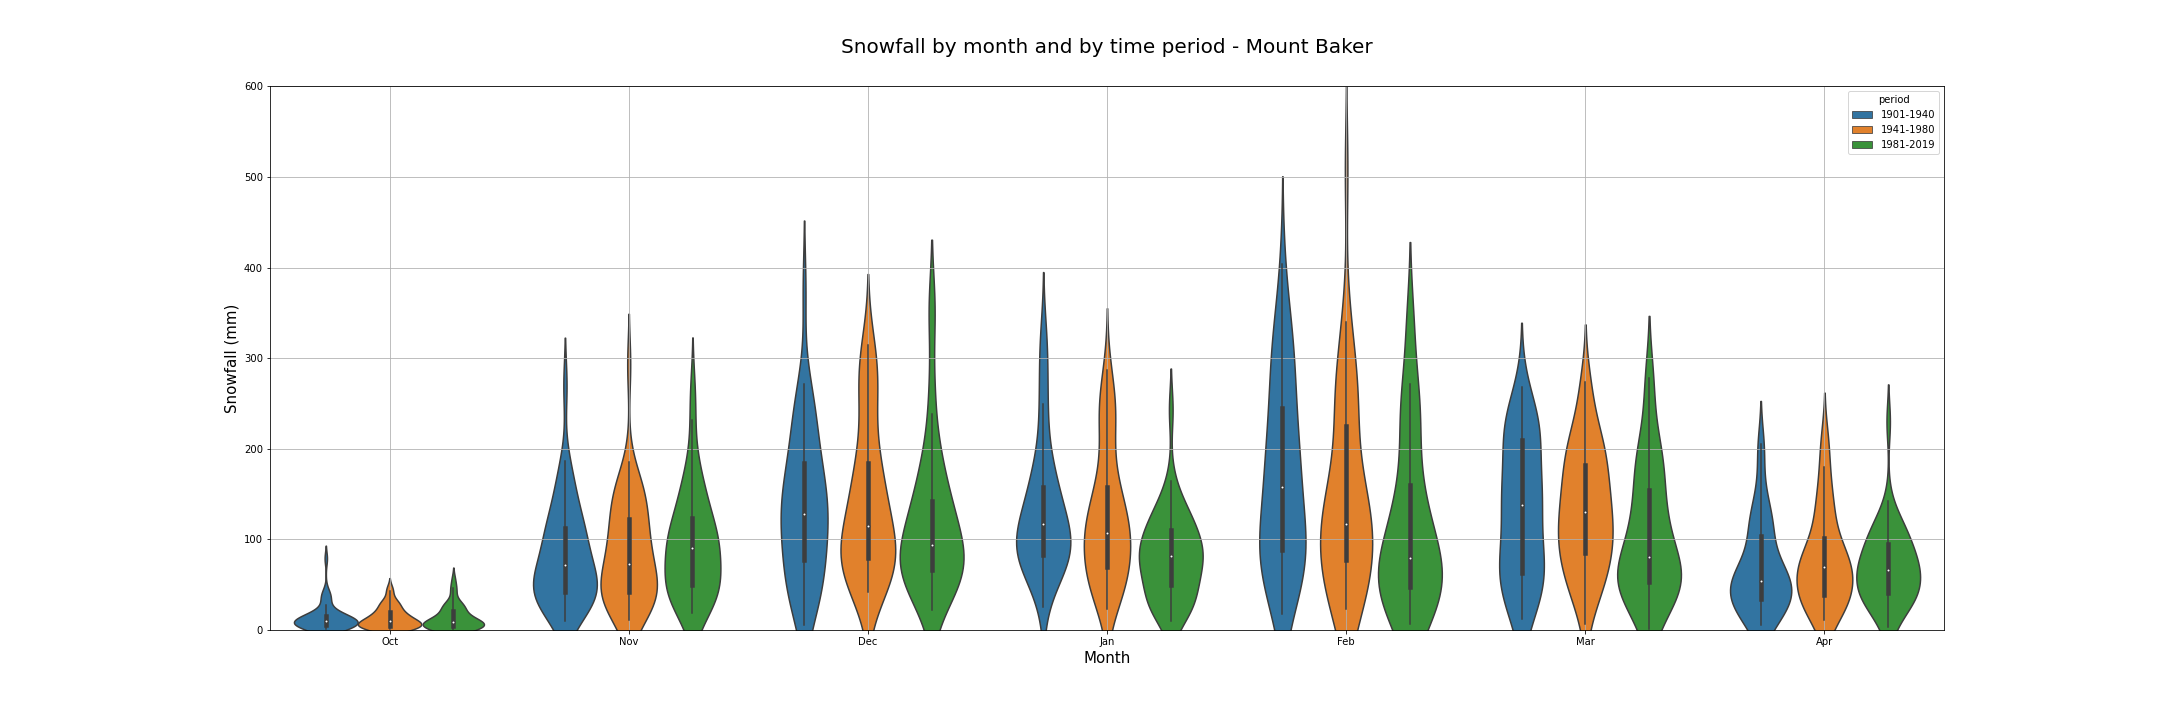 Snowfall by month and by time period - Mount Baker
600
500
400
300
200
100
0
Snowfall (mm)
period
1901-1940
1941-1980
1981-2019
Oct Nov Dec Jan Feb Mar Apr
Month